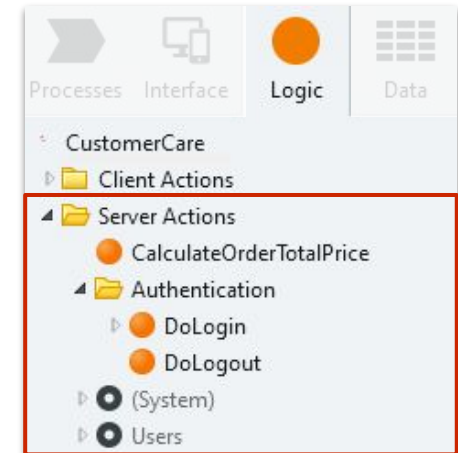 Processes Interface Logic Data
CustomerCare
Client Actions
Server Actions
CalculateOrderTotalPrice
Authentication
DoLogin
DoLogout
(System)
Users